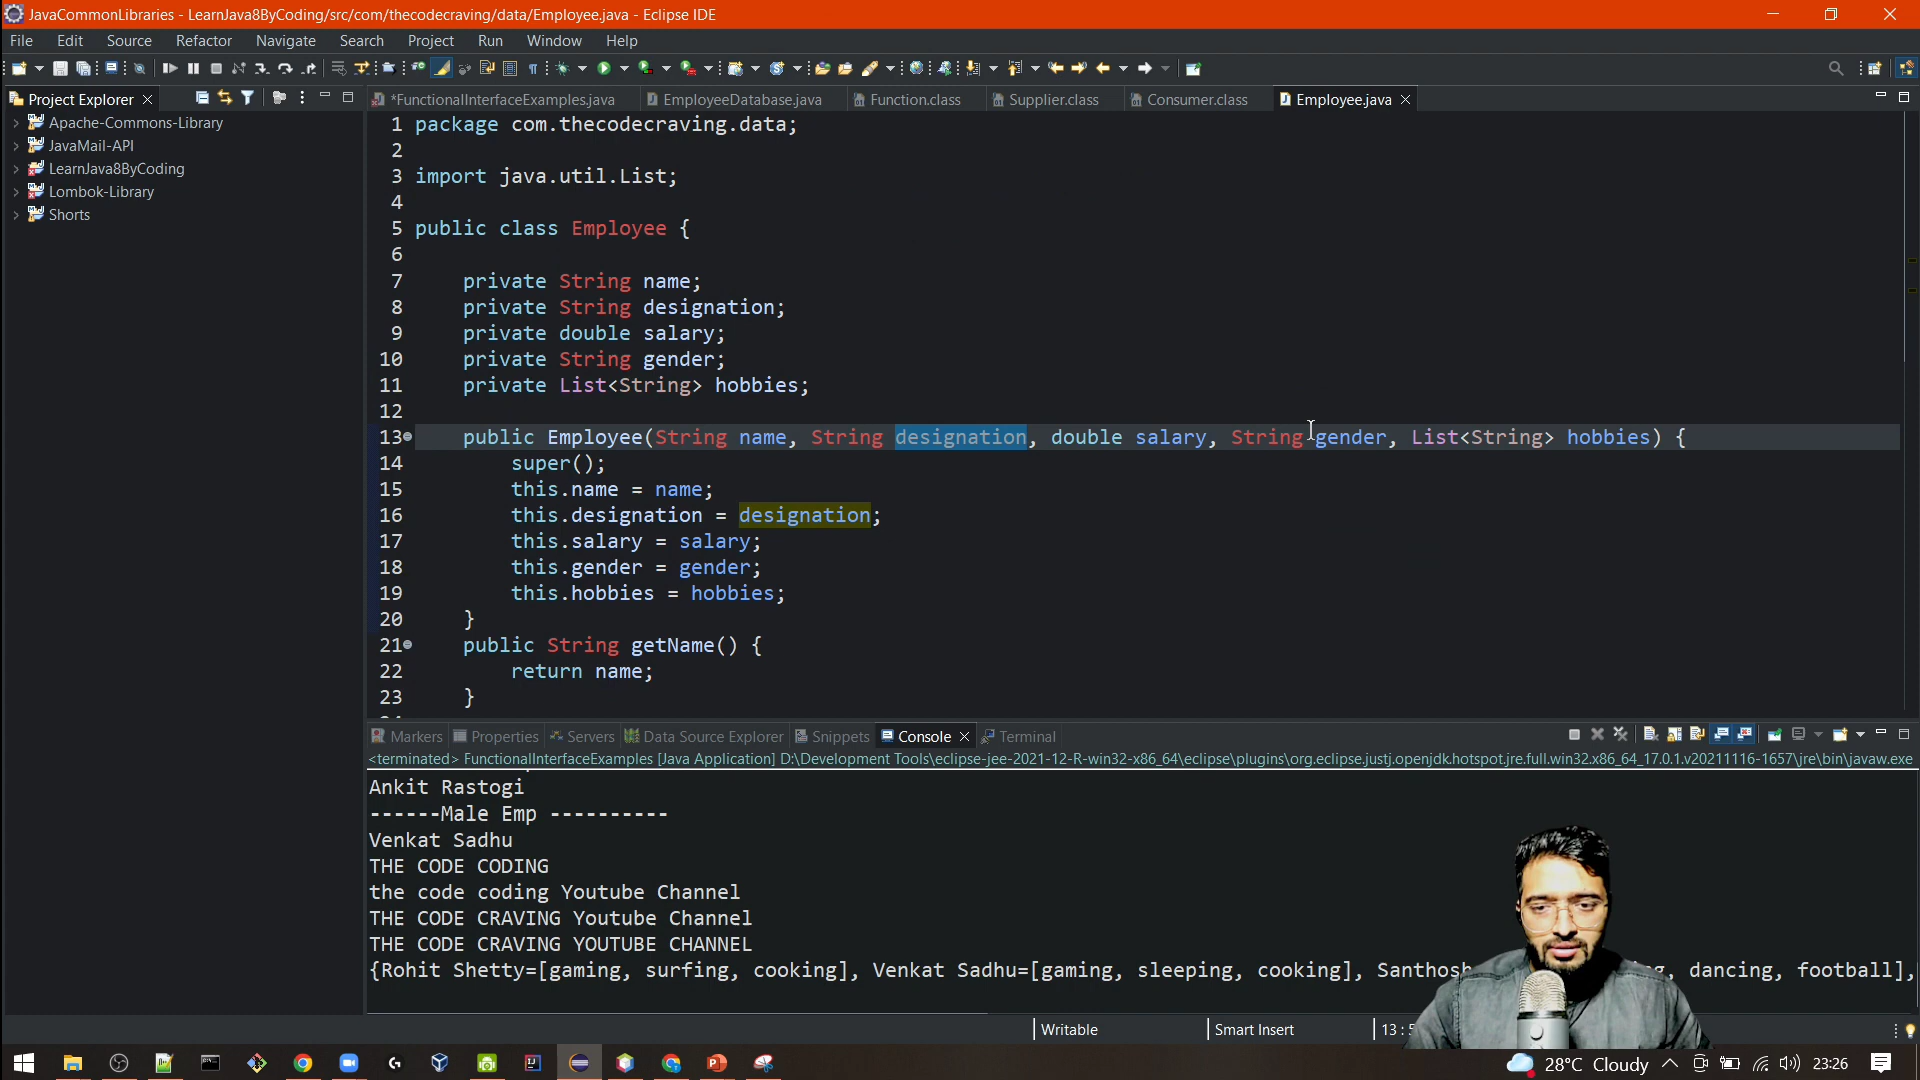 JavaCommonLibraries - LearnJava8ByCoding/src/com/thecodecraving/data/Employee.java - Eclipse IDE
File Edit Source Refactor Navigate Search Project Run Window Help
Project Explorer
*FunctionalInterfaceExamples.java EmployeeDatabase.java Function.class Supplier.class Consumer.class Employee.java
Apache-Commons-Library
JavaMail-API
LearnJava8ByCoding
Lombok-Library
Shorts
1 package com.thecodecraving.data;
2
3 import java.util.List;
4
5 public class Employee {
6
7 private String name;
8 private String designation;
9 private double salary;
10 private String gender;
11 private List<String> hobbies;
12
13 public Employee(String name, String designation, double salary, String gender, List<String> hobbies) {
14 super();
15 this.name = name;
16 this.designation = designation;
17 this.salary = salary;
18 this.gender = gender;
19 this.hobbies = hobbies;
20 }
21 public String getName() {
22 return name;
23 }
Markers Properties Servers Data Source Explorer Snippets Console Terminal
<terminated> FunctionalInterfaceExamples [Java Application] D:\Development Tools\eclipse-jee-2021-12-R-win32-x86_64\eclipse\plugins\org.eclipse.justj.openjdk.hotspot.jre.full.win32.x86_64_17.0.1.v20211116-1657\jre\bin\javaw.exe
Ankit Rastogi
------Male Emp ----------
Venkat Sadhu
THE CODE CODING
the code coding Youtube Channel
THE CODE CRAVING Youtube Channel
THE CODE CRAVING YOUTUBE CHANNEL
{Rohit Shetty=[gaming, surfing, cooking], Venkat Sadhu=[gaming, sleeping, cooking], Santhosh dancing, football],
Writable Smart Insert 13 :
28°C Cloudy 23:26